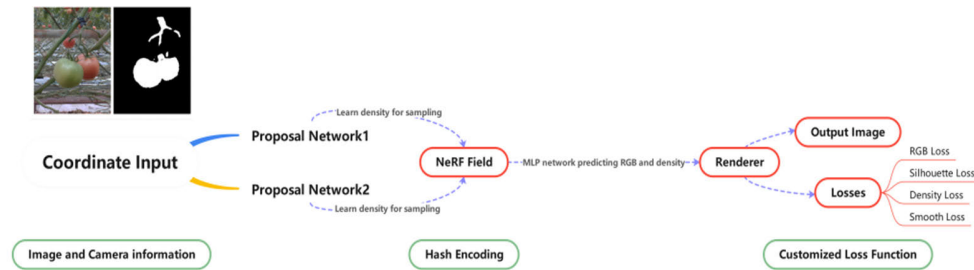 Learn density for sampling
Proposal Network1
Coordinate Input
NeRF Field
MLP network predicting RGB and density
Renderer
Output Image
Proposal Network2
Learn density for sampling
Losses
RGB Loss
Silhouette Loss
Density Loss
Smooth Loss
Image and Camera information
Hash Encoding
Customized Loss Function